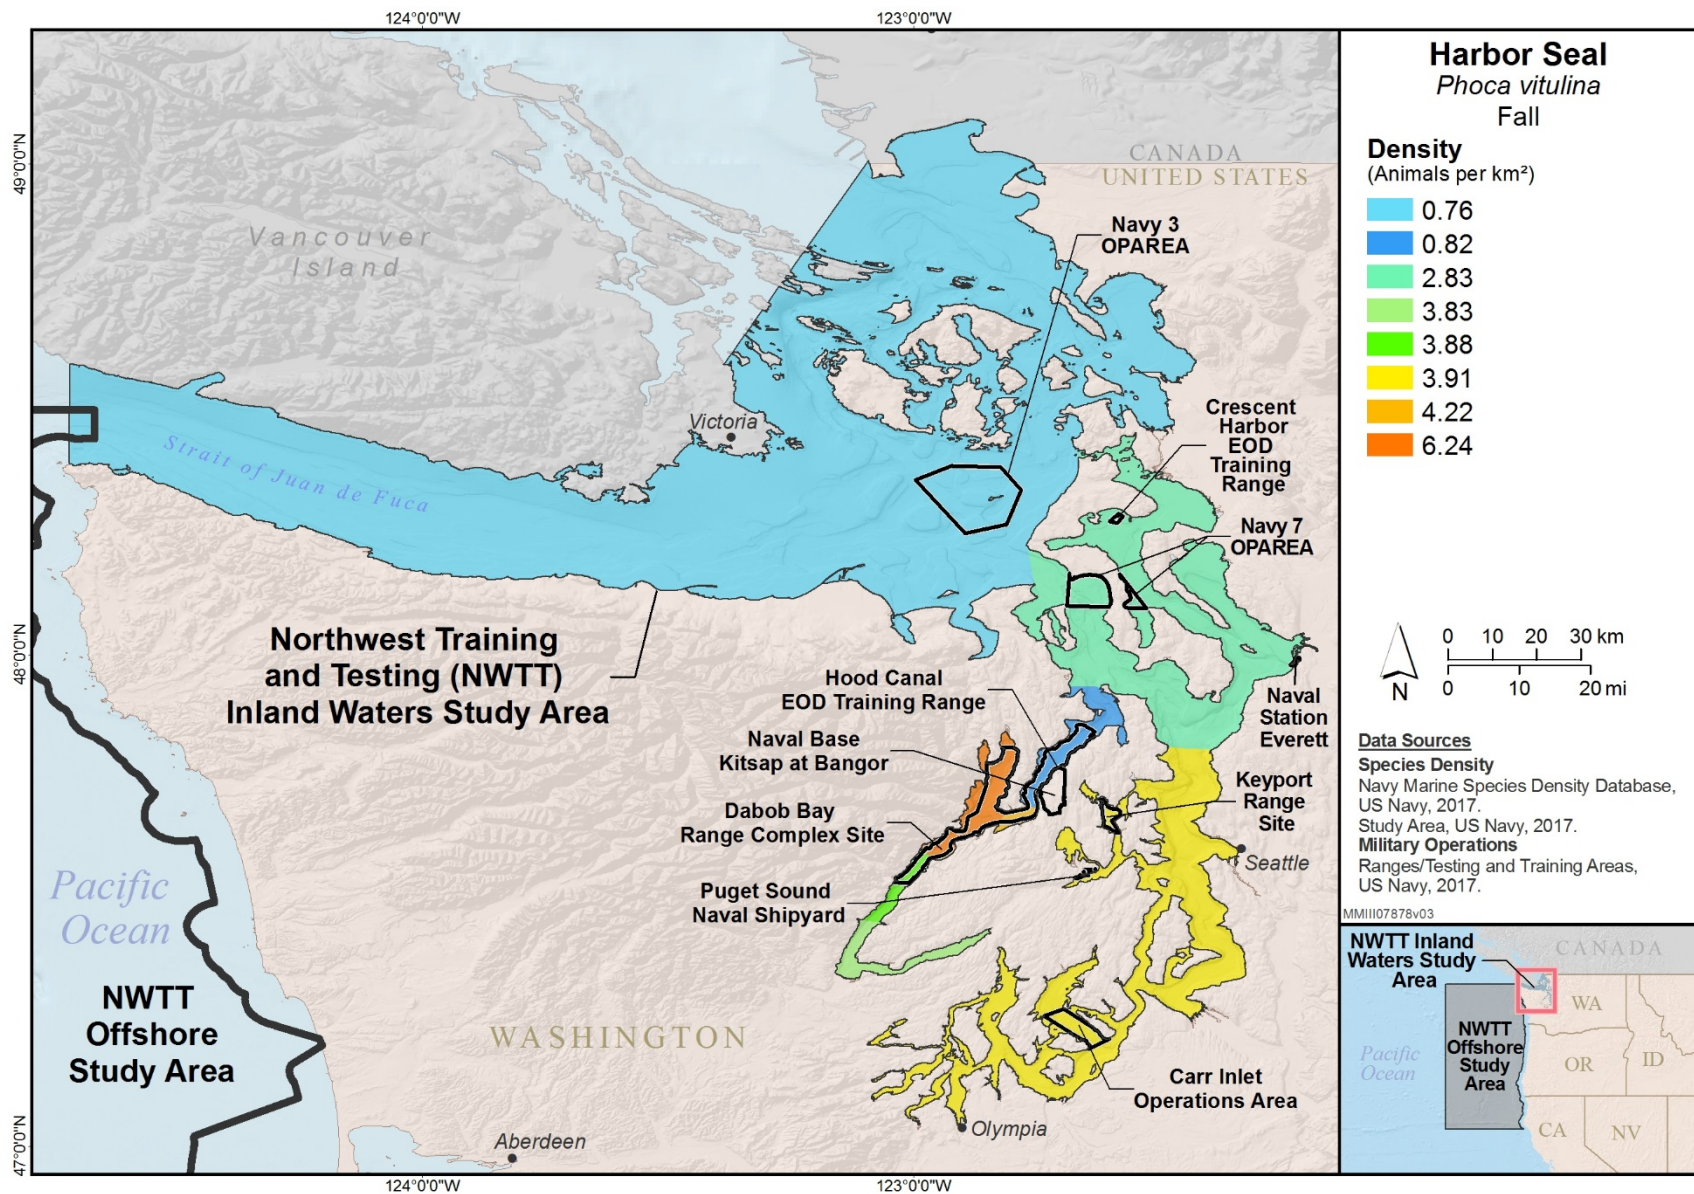 124°0'0"W
123°0'0"W
49°0'0"N
48°0'0"N
47°0'0"N
124°0'0"W
123°0'0"W
CANADA
UNITED STATES
Vancouver
Island
Navy 3
OPAREA
Victoria
Strait of Juan de Fuca
Crescent
Harbor
EOD
Training
Range
Navy 7
OPAREA
Northwest Training
and Testing (NWTT)
Inland Waters Study Area
Hood Canal
EOD Training Range
Naval
Station
Everett
Naval Base
Kitsap at Bangor
Keyport
Range
Site
Dabob Bay
Range Complex Site
Seattle
Puget Sound
Naval Shipyard
Pacific
Ocean
NWTT
Offshore
Study Area
WASHINGTON
Carr Inlet
Operations Area
Olympia
Aberdeen
Harbor Seal
Phoca vitulina
Fall
Density
(Animals per km²)
0.76
0.82
2.83
3.83
3.88
3.91
4.22
6.24
N
0 10 20 30 km
0 10 20 mi
Data Sources
Species Density
Navy Marine Species Density Database,
US Navy, 2017.
Study Area, US Navy, 2017.
Military Operations
Ranges/Testing and Training Areas,
US Navy, 2017.
MMIII07878v03
NWTT Inland
Waters Study
Area
CANADA
WA
NWTT
Offshore
Study
Area
Pacific
Ocean
OR
ID
CA
NV